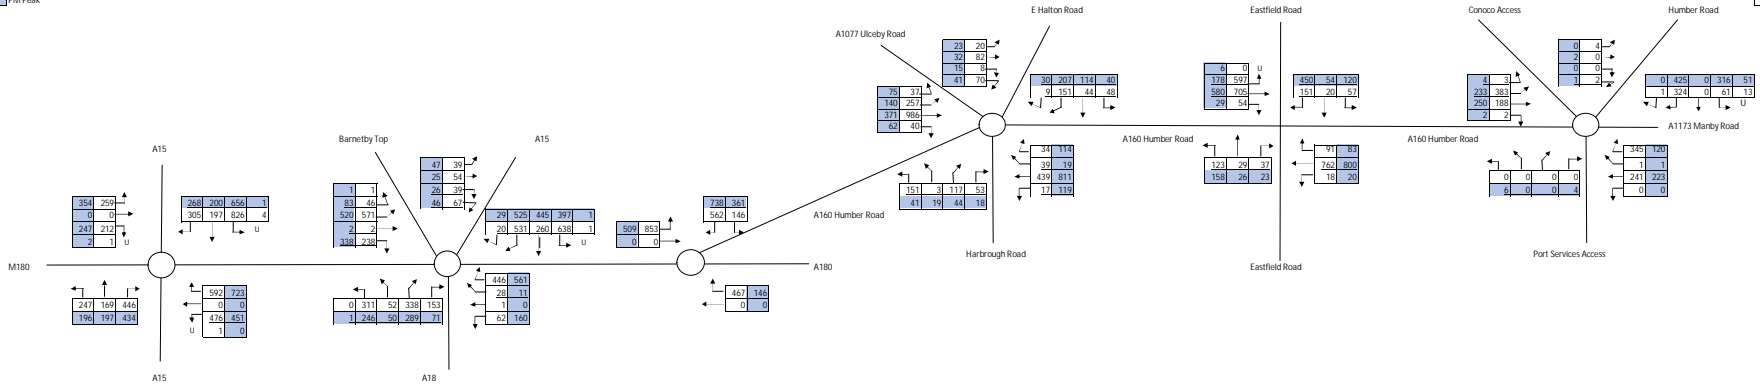 PM Peak
E Halton Road
Eastfield Road
Conoco Access
Humber Road
A1077 Ulceby Road
23 20
32 82
15 8
41 70
75 37
140 257
371 986
62 40
30 207 114 40
9 151 44 48
6 0 U
178 597
580 705
29 54
450 54 120
151 20 57
4 3
233 383
250 188
2 2
0 4
2 0
0 0
1 2
0 425 0 316 51
1 324 0 61 13
U
A160 Humber Road
A160 Humber Road
A1173 Manby Road
34 114
39 19
439 811
17 119
151 3 117 53
41 19 44 18
123 29 37
158 26 23
91 83
762 800
18 20
0 0 0 0
6 0 0 4
345 120
1 1
241 223
0 0
A15
Barnetby Top
A15
354 259
0 0
247 212
2 1 U
268 200 656 1
305 197 826 4
U
1 1
83 46
520 571
2 2
338 238
47 39
25 54
26 39
46 67
29 525 445 397 1
20 531 260 638 1
U
509 853
0 0
738 361
562 146
A160 Humber Road
Harbrough Road
Eastfield Road
Port Services Access
M180
A180
247 169 446
196 197 434
592 723
0 0
476 451
U 1 0
0 311 52 338 153
1 246 50 289 71
446 561
28 11
1 0
62 160
467 146
0 0
A15
A18